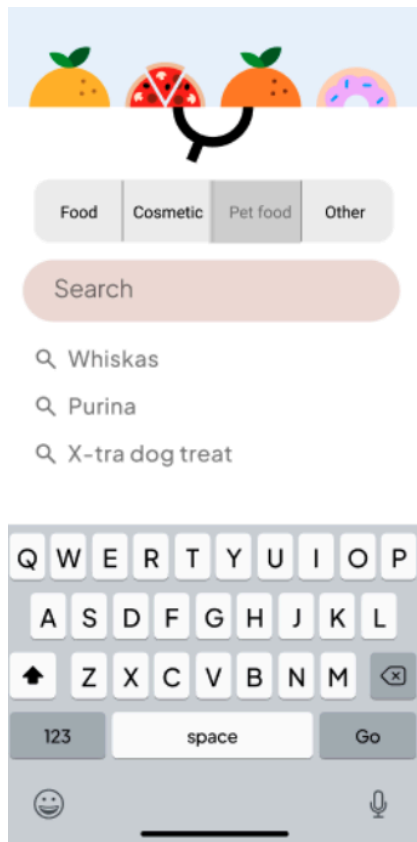 Food Cosmetic Pet food Other
Search
Whiskas
Purina
X-tra dog treat
Q W E R T Y U I O P
A S D F G H J K L
Z X C V B N M
123 space Go